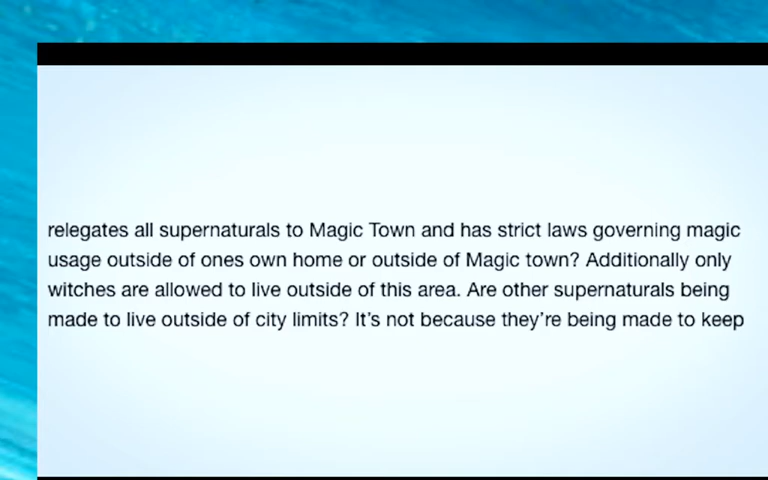 relegates all supernaturals to Magic Town and has strict laws governing magic
usage outside of ones own home or outside of Magic town? Additionally only
witches are allowed to live outside of this area. Are other supernaturals being
made to live outside of city limits? It’s not because they’re being made to keep